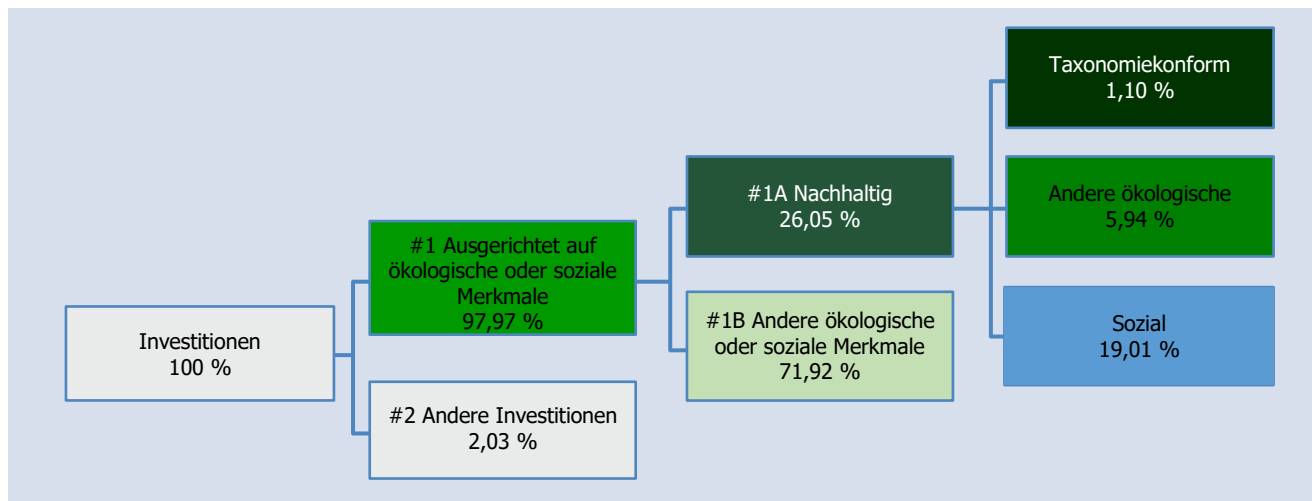 Investitionen
100 %
#1 Ausgerichtet auf
ökologische oder soziale
Merkmale
97,97 %
#2 Andere Investitionen
2,03 %
#1A Nachhaltig
26,05 %
#1B Andere ökologische
oder soziale Merkmale
71,92 %
Taxonomiekonform
1,10 %
Andere ökologische
5,94 %
Sozial
19,01 %